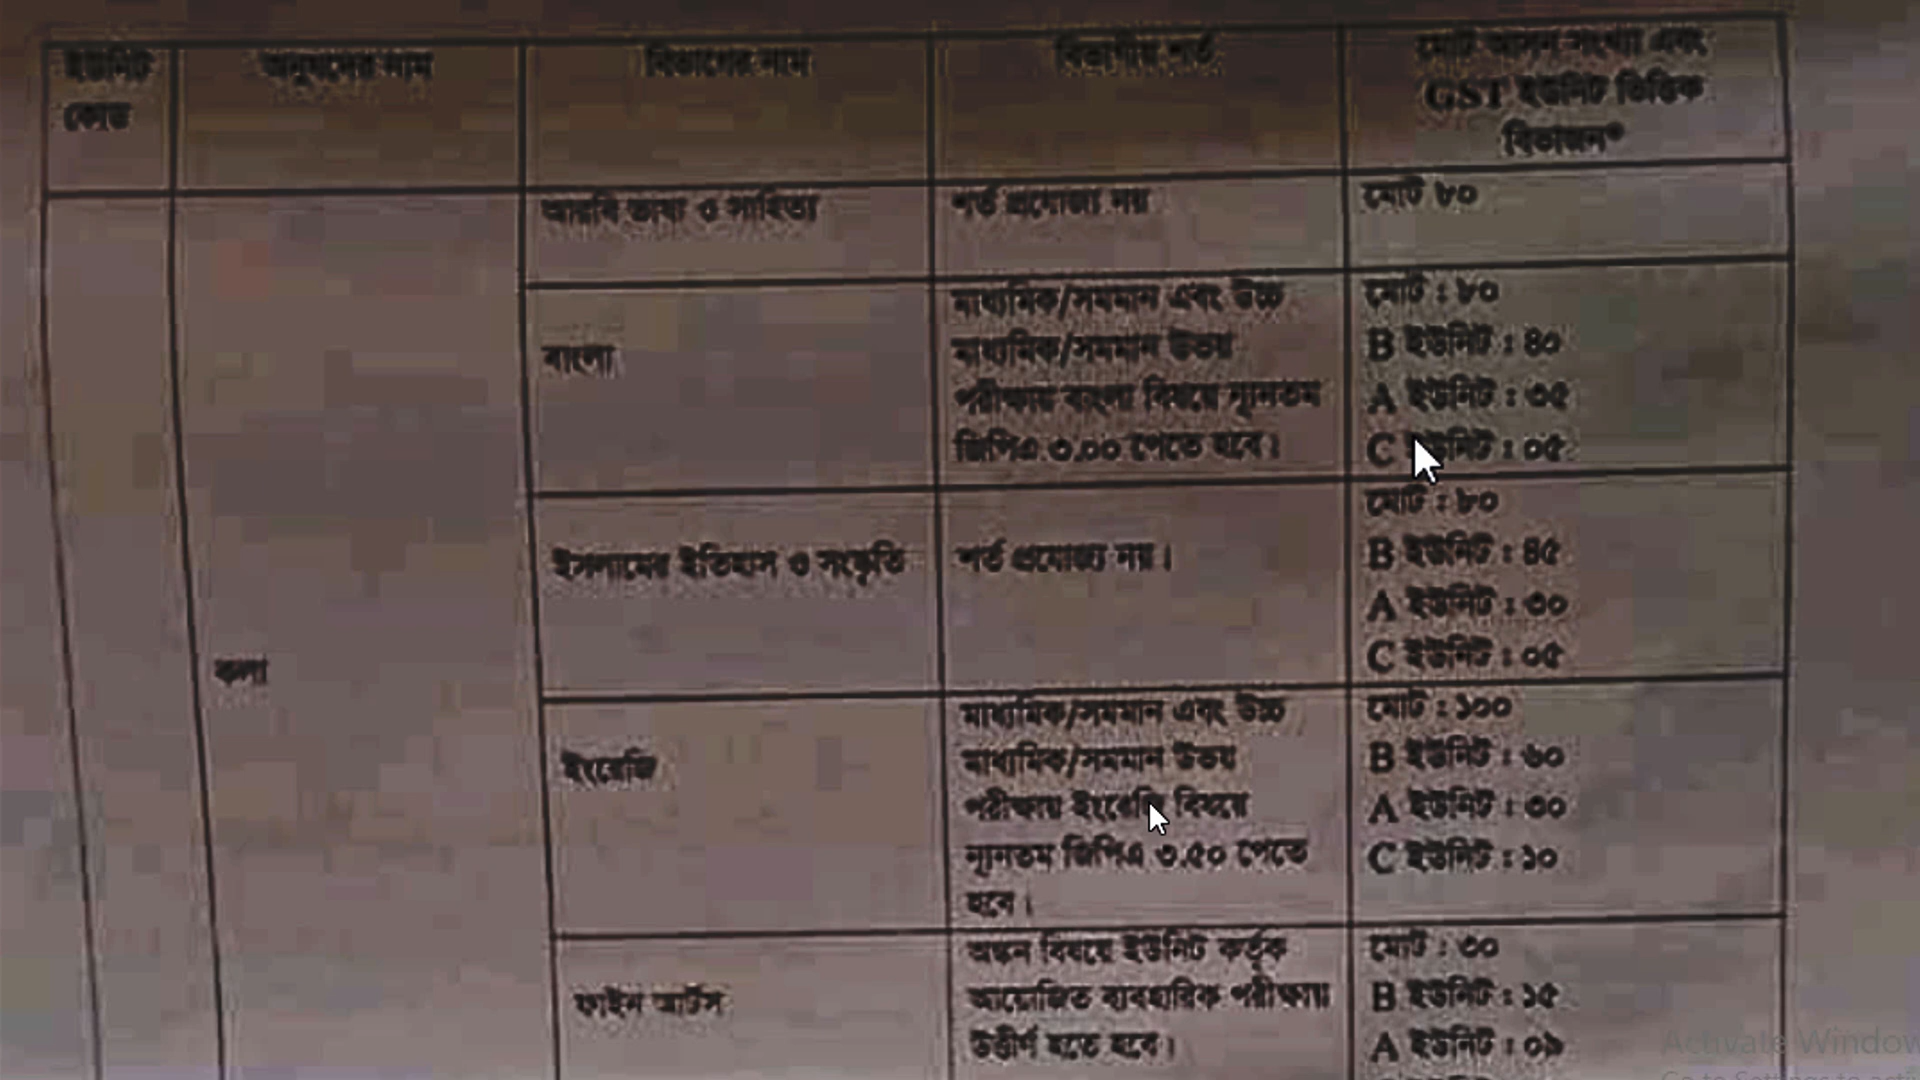 ইউনিট কোড
অনুষদের নাম
বিভাগের নাম
বিভাগীয় শর্ত
মোট আসন সংখ্যা এবং
GST ইউনিট ভিত্তিক
বিভাজন*
কলা
আরবি ভাষা ও সাহিত্য
শর্ত প্রযোজ্য নয়
মোট ৮০
বাংলা
মাধ্যমিক/সমমান এবং উচ্চ
মাধ্যমিক/সমমান উভয়
পরীক্ষায় বাংলা বিষয়ে ন্যূনতম
জিপিএ ৩.০০ পেতে হবে।
মোট : ৮০
B ইউনিট : ৪০
A ইউনিট : ৩৫
C ইউনিট : ০৫
ইসলামের ইতিহাস ও সংস্কৃতি
শর্ত প্রযোজ্য নয়।
মোট : ৮০
B ইউনিট : ৪৫
A ইউনিট : ৩০
C ইউনিট : ০৫
ইংরেজি
মাধ্যমিক/সমমান এবং উচ্চ
মাধ্যমিক/সমমান উভয়
পরীক্ষায় ইংরেজি বিষয়ে
ন্যূনতম জিপিএ ৩.৫০ পেতে
হবে।
মোট : ১০০
B ইউনিট : ৬০
A ইউনিট : ৩০
C ইউনিট : ১০
ফাইন আর্টস
অঙ্কন বিষয়ে ইউনিট কর্তৃক
আয়োজিত ব্যবহারিক পরীক্ষায়
উত্তীর্ণ হতে হবে।
মোট : ৩০
B ইউনিট : ১৫
A ইউনিট : ০৯
Activate Window